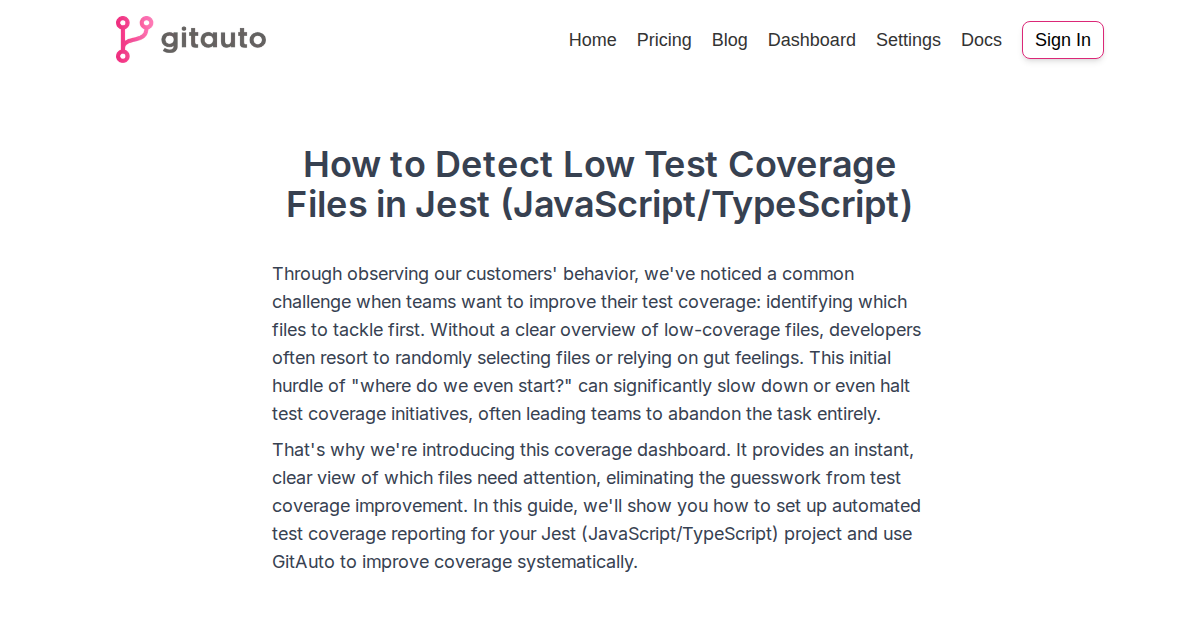 gitauto
Home Pricing Blog Dashboard Settings Docs Sign In
How to Detect Low Test Coverage
Files in Jest (JavaScript/TypeScript)
Through observing our customers' behavior, we've noticed a common
challenge when teams want to improve their test coverage: identifying which
files to tackle first. Without a clear overview of low-coverage files, developers
often resort to randomly selecting files or relying on gut feelings. This initial
hurdle of "where do we even start?" can significantly slow down or even halt
test coverage initiatives, often leading teams to abandon the task entirely.
That's why we're introducing this coverage dashboard. It provides an instant,
clear view of which files need attention, eliminating the guesswork from test
coverage improvement. In this guide, we'll show you how to set up automated
test coverage reporting for your Jest (JavaScript/TypeScript) project and use
GitAuto to improve coverage systematically.